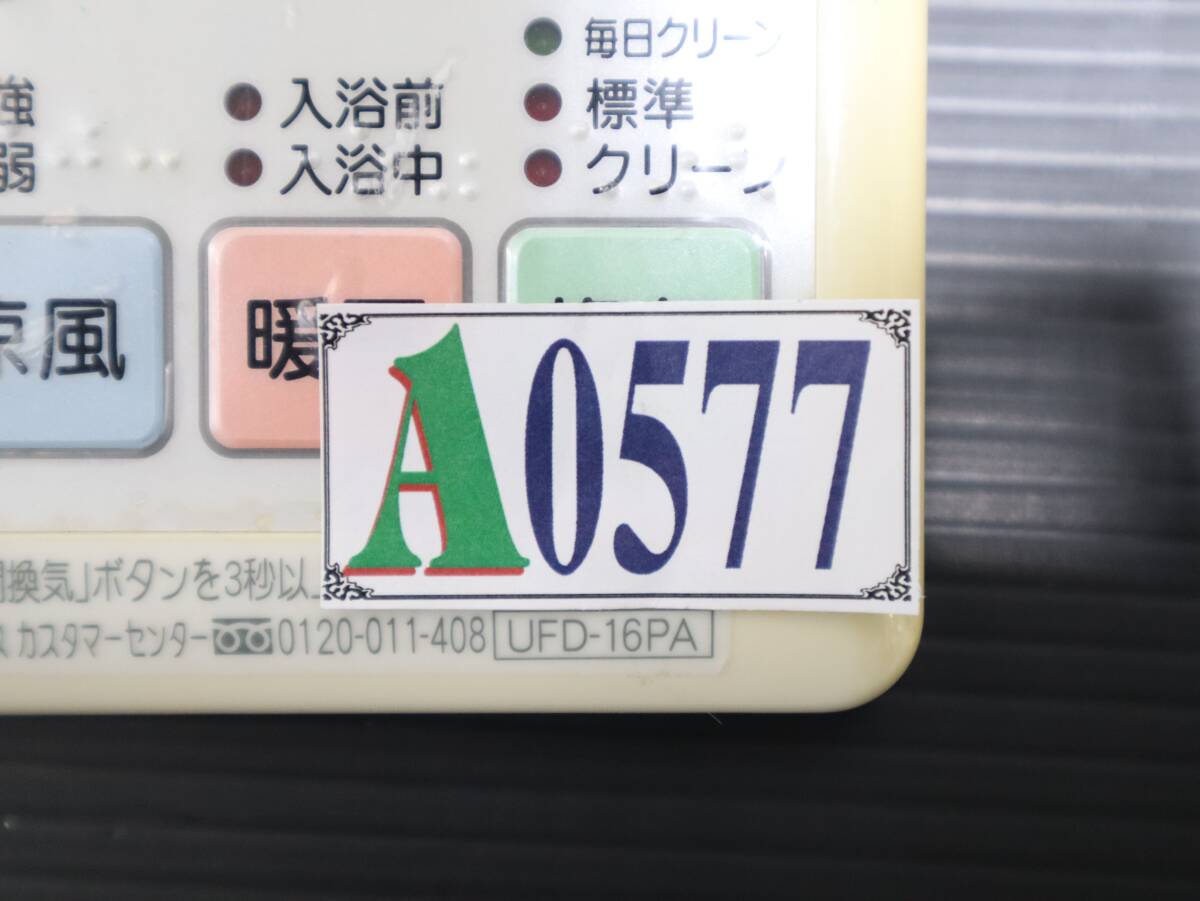 毎日クリーン
強 入浴前 標準
弱 入浴中 クリーン
涼風 暖
A0577
換気」ボタンを3秒以
ス カスタマーセンター 0120-011-408 UFD-16PA